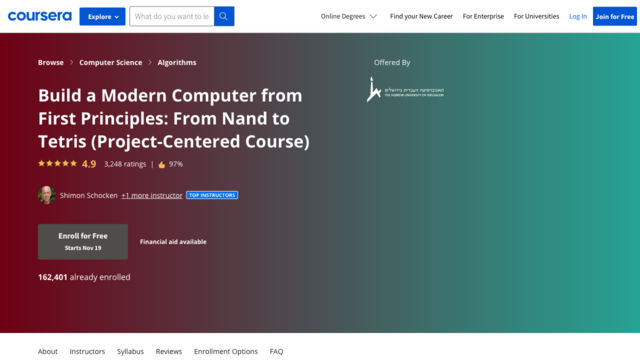 coursera
Explore
What do you want to le
Online Degrees
Find your New Career
For Enterprise
For Universities
Log In
Join for Free
Browse
Computer Science
Algorithms
Offered By
האוניברסיטה העברית בירושלים
THE HEBREW UNIVERSITY OF JERUSALEM
Build a Modern Computer from
First Principles: From Nand to
Tetris (Project-Centered Course)
4.9 3,248 ratings | 97%
Shimon Schocken +1 more instructor TOP INSTRUCTORS
Enroll for Free
Starts Nov 19
Financial aid available
162,401 already enrolled
About
Instructors
Syllabus
Reviews
Enrollment Options
FAQ